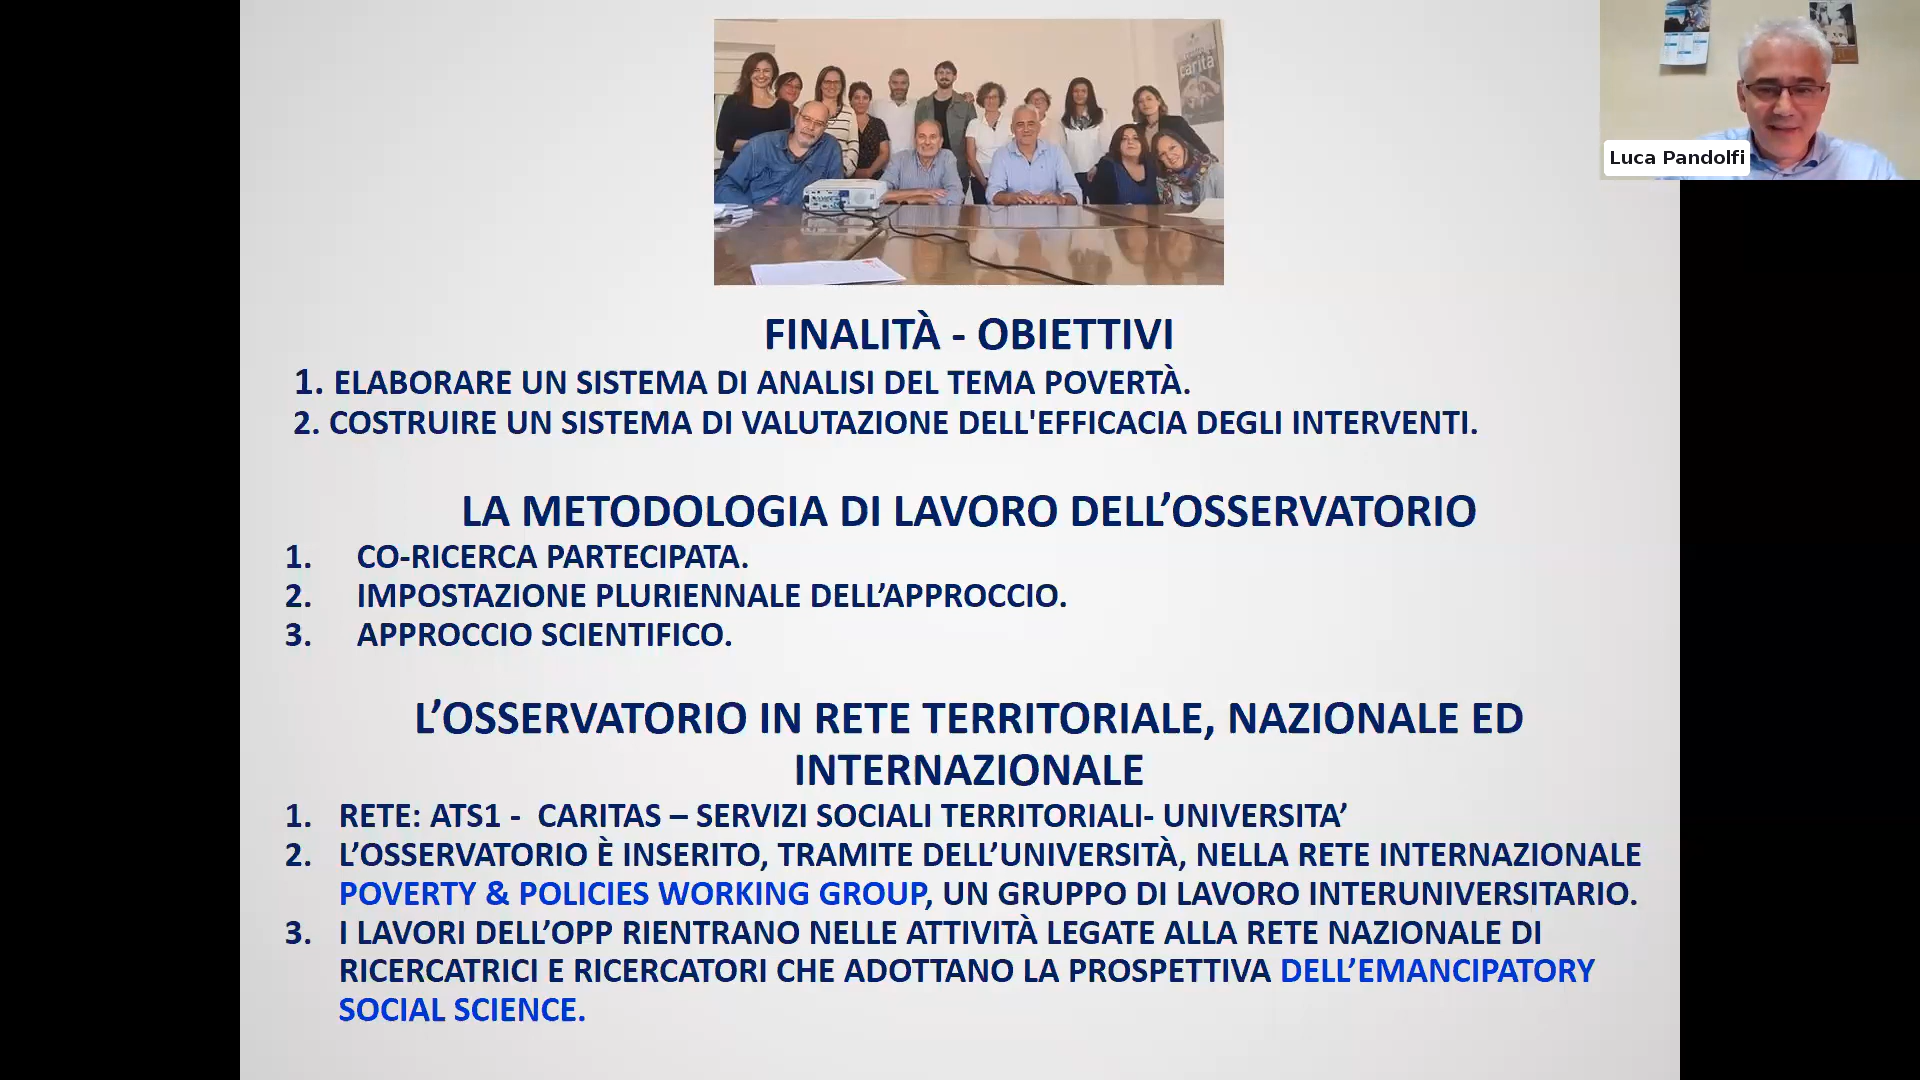 carità
Luca Pandolfi
FINALITÀ - OBIETTIVI
1. ELABORARE UN SISTEMA DI ANALISI DEL TEMA POVERTÀ.
2. COSTRUIRE UN SISTEMA DI VALUTAZIONE DELL'EFFICACIA DEGLI INTERVENTI.
LA METODOLOGIA DI LAVORO DELL’OSSERVATORIO
1. CO-RICERCA PARTECIPATA.
2. IMPOSTAZIONE PLURIENNALE DELL’APPROCCIO.
3. APPROCCIO SCIENTIFICO.
L’OSSERVATORIO IN RETE TERRITORIALE, NAZIONALE ED
INTERNAZIONALE
1. RETE: ATS1 - CARITAS – SERVIZI SOCIALI TERRITORIALI- UNIVERSITA’
2. L’OSSERVATORIO È INSERITO, TRAMITE DELL’UNIVERSITÀ, NELLA RETE INTERNAZIONALE
POVERTY & POLICIES WORKING GROUP, UN GRUPPO DI LAVORO INTERUNIVERSITARIO.
3. I LAVORI DELL’OPP RIENTRANO NELLE ATTIVITÀ LEGATE ALLA RETE NAZIONALE DI
RICERCATRICI E RICERCATORI CHE ADOTTANO LA PROSPETTIVA DELL’EMANCIPATORY
SOCIAL SCIENCE.